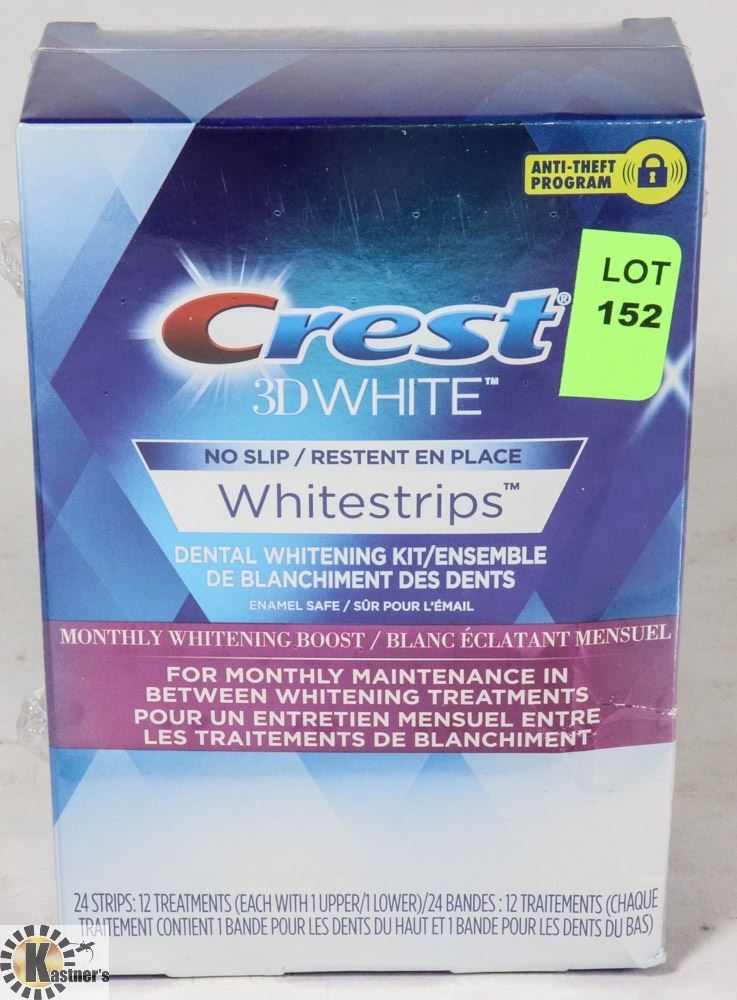 ANTI-THEFT
PROGRAM
LOT
152
Crest®
3DWHITE™
NO SLIP / RESTENT EN PLACE
Whitestrips™
DENTAL WHITENING KIT/ENSEMBLE
DE BLANCHIMENT DES DENTS
ENAMEL SAFE / SÛR POUR L'ÉMAIL
MONTHLY WHITENING BOOST / BLANC ÉCLATANT MENSUEL
FOR MONTHLY MAINTENANCE IN
BETWEEN WHITENING TREATMENTS
POUR UN ENTRETIEN MENSUEL ENTRE
LES TRAITEMENTS DE BLANCHIMENT
24 STRIPS: 12 TREATMENTS (EACH WITH 1 UPPER/1 LOWER)/24 BANDES : 12 TRAITEMENTS (CHAQUE
TRAITEMENT CONTIENT 1 BANDE POUR LES DENTS DU HAUT ET 1 BANDE POUR LES DENTS DU BAS)
Kastner's